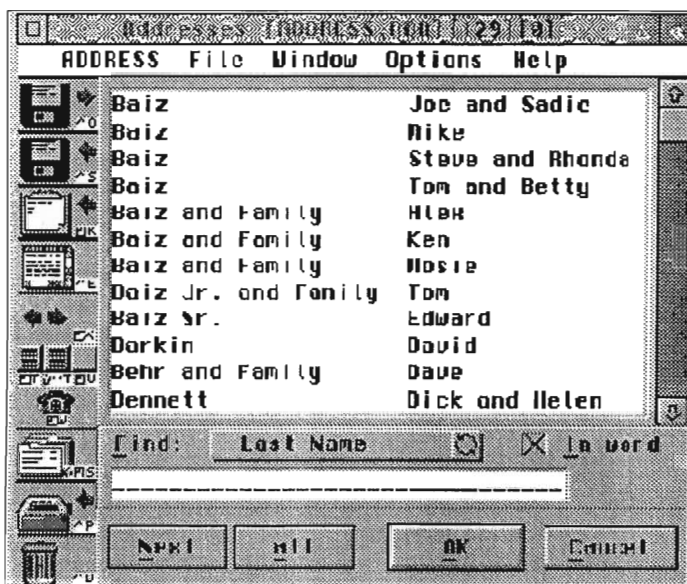 Addresses [ADDRESS.
ADDRESS File Window Options Help
Baiz Joe and Sadie
Baiz Mike
Baiz Steve and Rhonda
Baiz Tom and Betty
Baiz and Family Alex
Baiz and Family Ken
Baiz and Family
Baiz Jr. and Family Tom
Baiz Sr. Edward
David
Behr and Family Dave
Bennett Dick and Helen
Find: Last Name In word
Next All OK Cancel